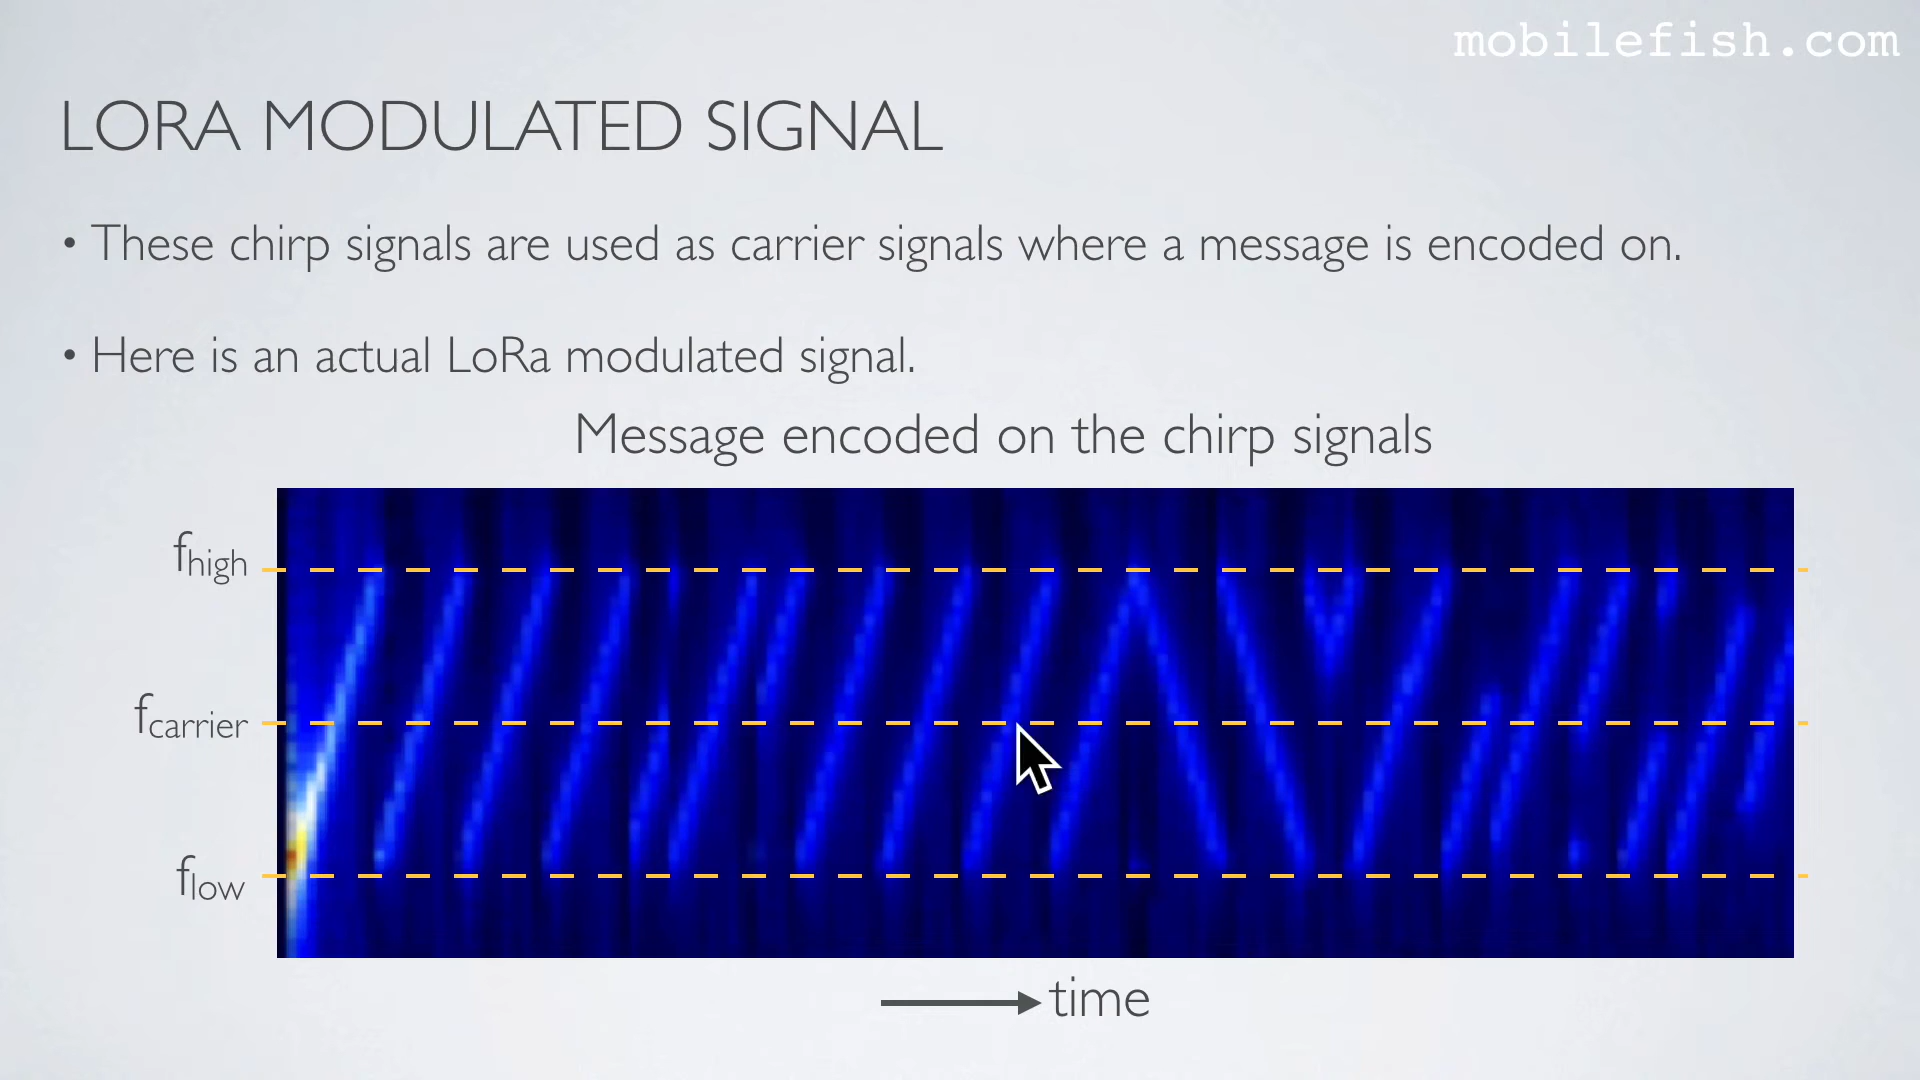 mobilefish.com
LORA MODULATED SIGNAL
• These chirp signals are used as carrier signals where a message is encoded on.
• Here is an actual LoRa modulated signal.
Message encoded on the chirp signals
fhigh
fcarrier
flow
time